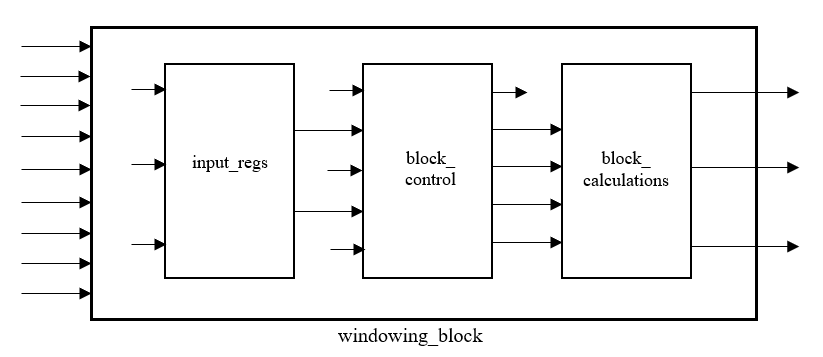 input_regs
block_
control
block_
calculations
windowing_block